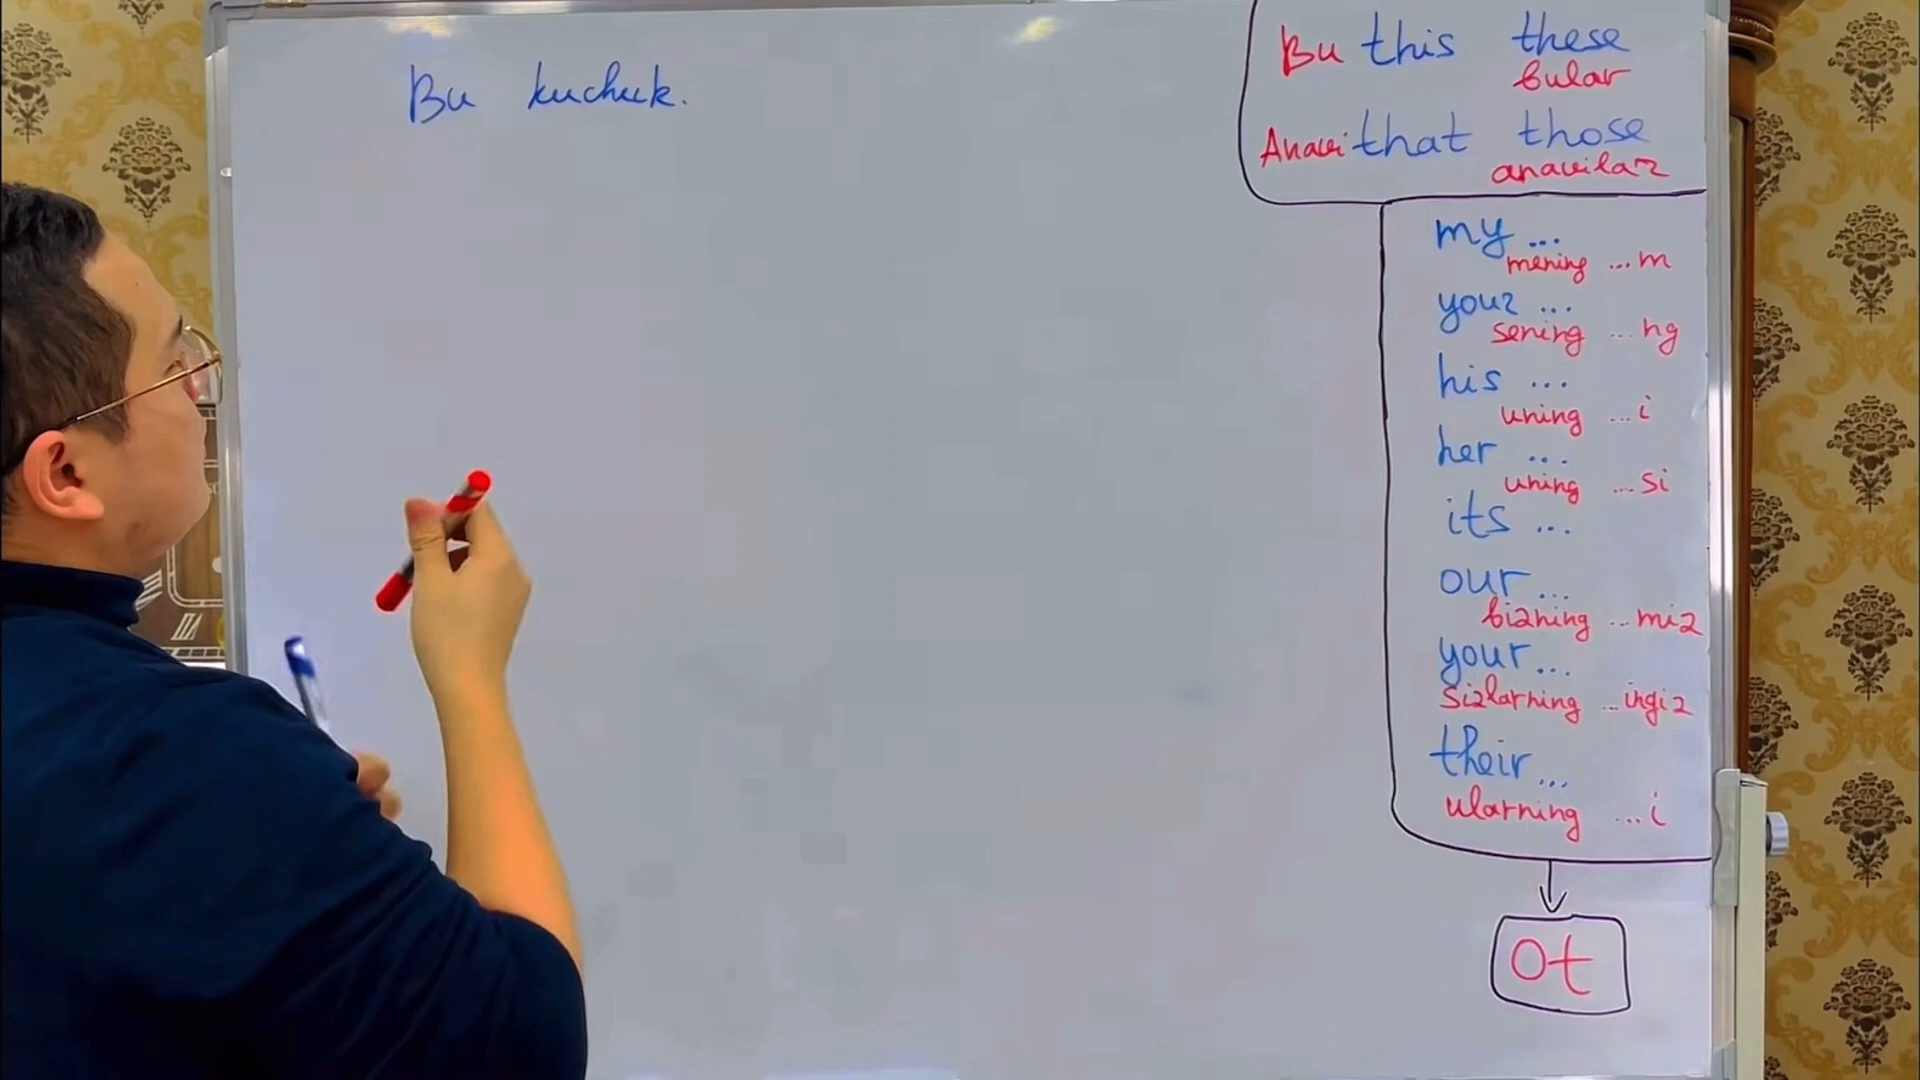 Bu kuchuk.
Bu this these
bular
Anavi that those
anavilar
my ...
mening ... m
your ...
sening ... ng
his ...
uning ... i
her ...
uning ... si
its ...
our ...
bizning ... miz
your ...
sizlarning ... ingiz
their ...
ularning ... i
Ot